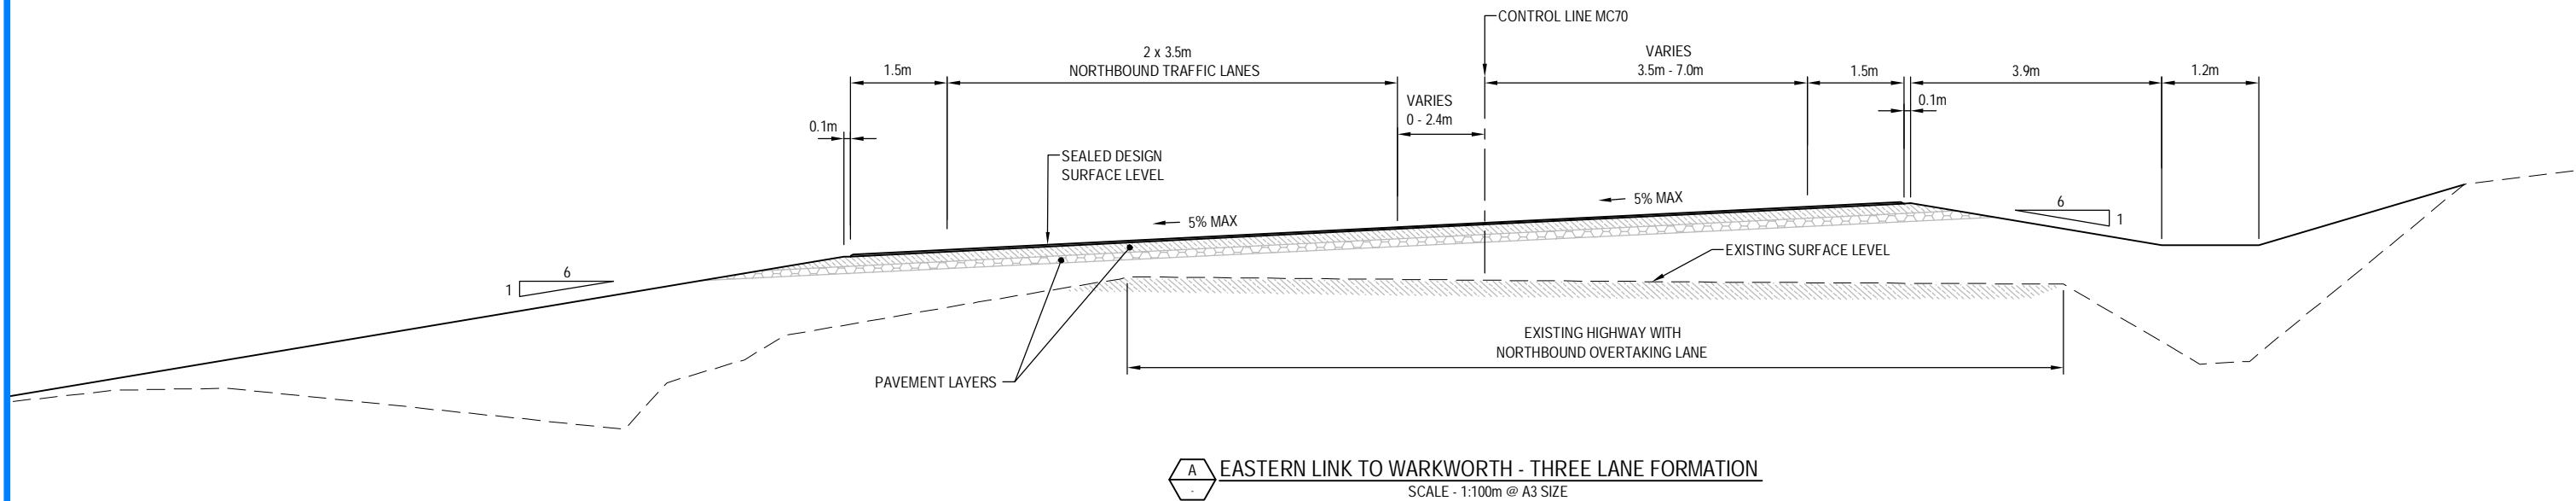 CONTROL LINE MC70
2 x 3.5m
NORTHBOUND TRAFFIC LANES
1.5m
VARIES
3.5m - 7.0m
1.5m
3.9m
1.2m
VARIES
0 - 2.4m
0.1m
0.1m
SEALED DESIGN
SURFACE LEVEL
5% MAX
5% MAX
6
1
EXISTING SURFACE LEVEL
6
1
EXISTING HIGHWAY WITH
NORTHBOUND OVERTAKING LANE
PAVEMENT LAYERS
A
-
EASTERN LINK TO WARKWORTH - THREE LANE FORMATION
SCALE - 1:100m @ A3 SIZE